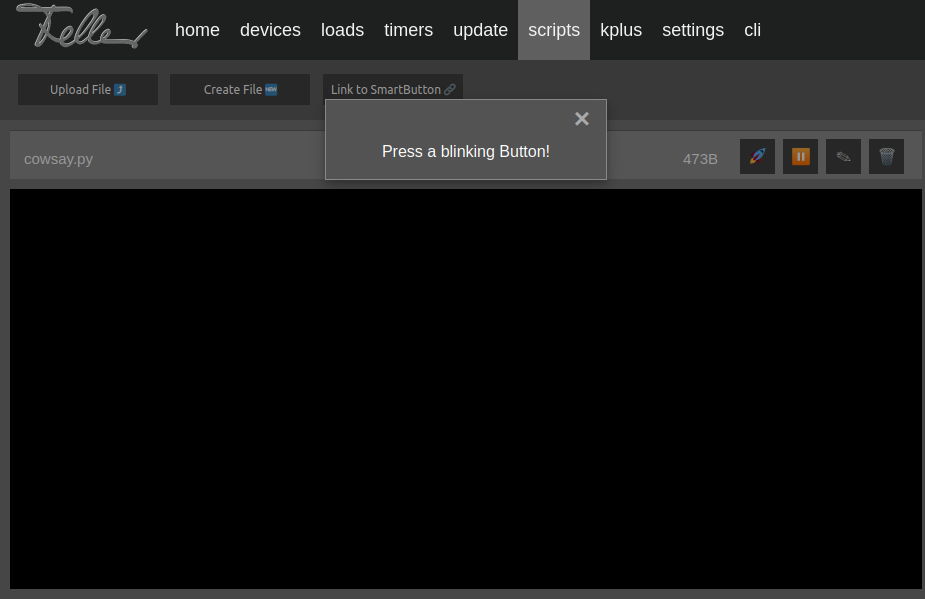 Feller
home devices loads timers update scripts kplus settings cli
Upload File Create File Link to SmartButton
×
Press a blinking Button!
cowsay.py 473B